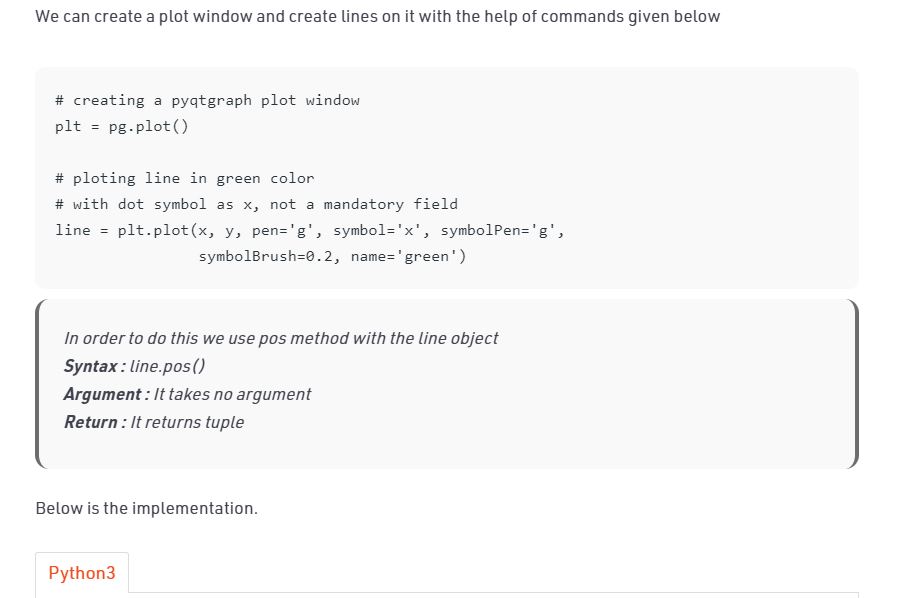 We can create a plot window and create lines on it with the help of commands given below
# creating a pyqtgraph plot window
plt = pg.plot()
# ploting line in green color
# with dot symbol as x, not a mandatory field
line = plt.plot(x, y, pen='g', symbol='x', symbolPen='g',
symbolBrush=0.2, name='green')
In order to do this we use pos method with the line object
Syntax : line.pos()
Argument : It takes no argument
Return : It returns tuple
Below is the implementation.
Python3